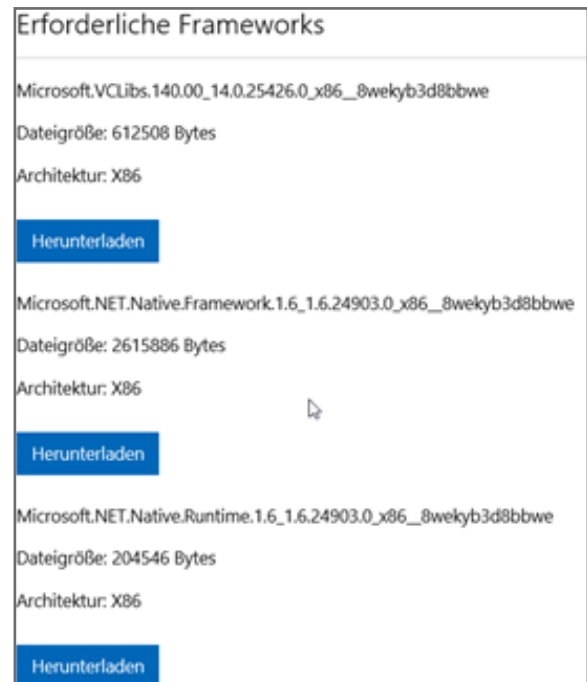 Erforderliche Frameworks
Microsoft.VCLibs.140.00_14.0.25426.0_x86__8wekyb3d8bbwe
Dateigröße: 612508 Bytes
Architektur: X86
Herunterladen
Microsoft.NET.Native.Framework.1.6_1.6.24903.0_x86__8wekyb3d8bbwe
Dateigröße: 2615886 Bytes
Architektur: X86
Herunterladen
Microsoft.NET.Native.Runtime.1.6_1.6.24903.0_x86__8wekyb3d8bbwe
Dateigröße: 204546 Bytes
Architektur: X86
Herunterladen